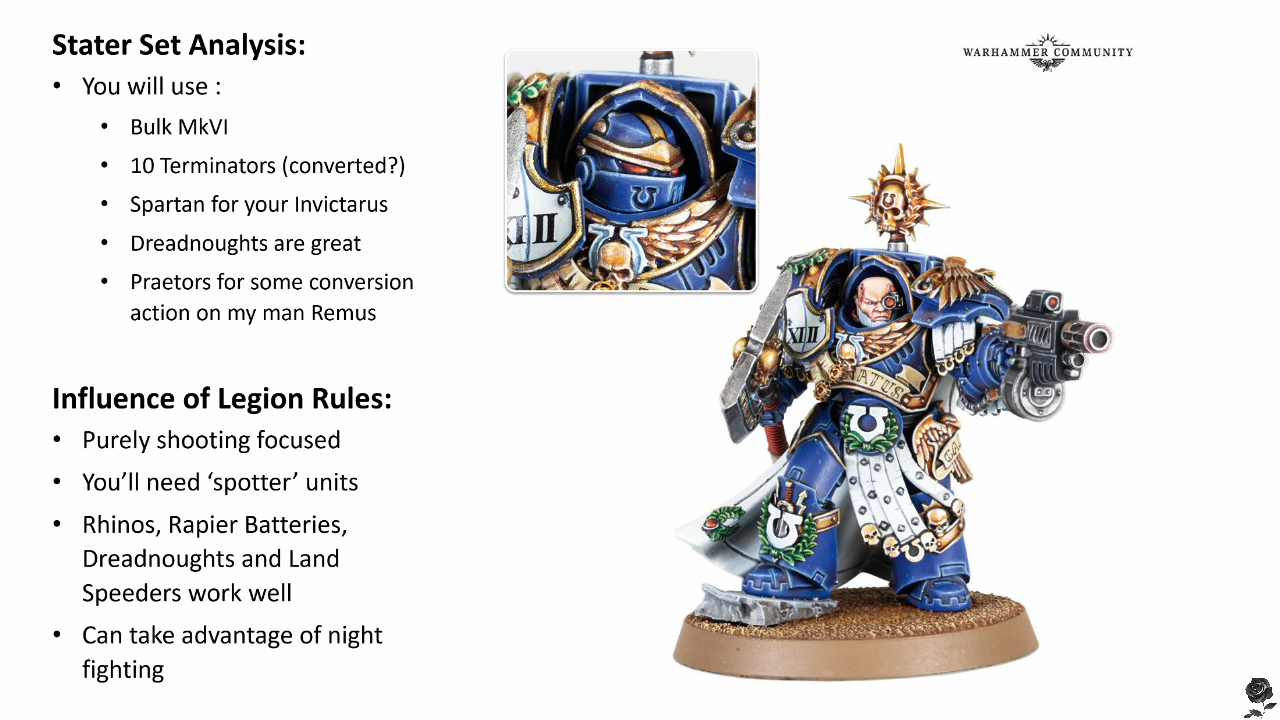 Stater Set Analysis:
• You will use :
• Bulk MkVI
• 10 Terminators (converted?)
• Spartan for your Invictarus
• Dreadnoughts are great
• Praetors for some conversion
action on my man Remus
Influence of Legion Rules:
• Purely shooting focused
• You’ll need ‘spotter’ units
• Rhinos, Rapier Batteries,
Dreadnoughts and Land
Speeders work well
• Can take advantage of night
fighting
WARHAMMER COMMUNITY
XIII
XIII